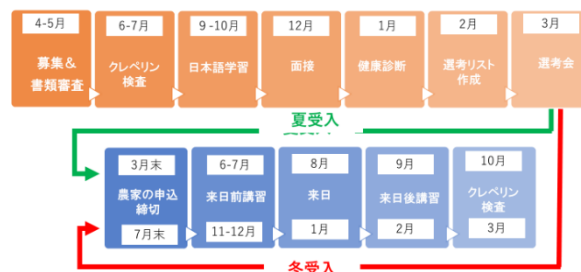 4-5月
募集&
書類審査
6-7月
クレペリン
検査
9-10月
日本語学習
12月
面接
1月
健康診断
2月
選考リスト
作成
3月
選考会
夏受入
3月末
農家の申込
締切
7月末
6-7月
来日前講習
11-12月
8月
来日
1月
9月
来日後講習
2月
10月
クレペリン
検査
3月
冬受入